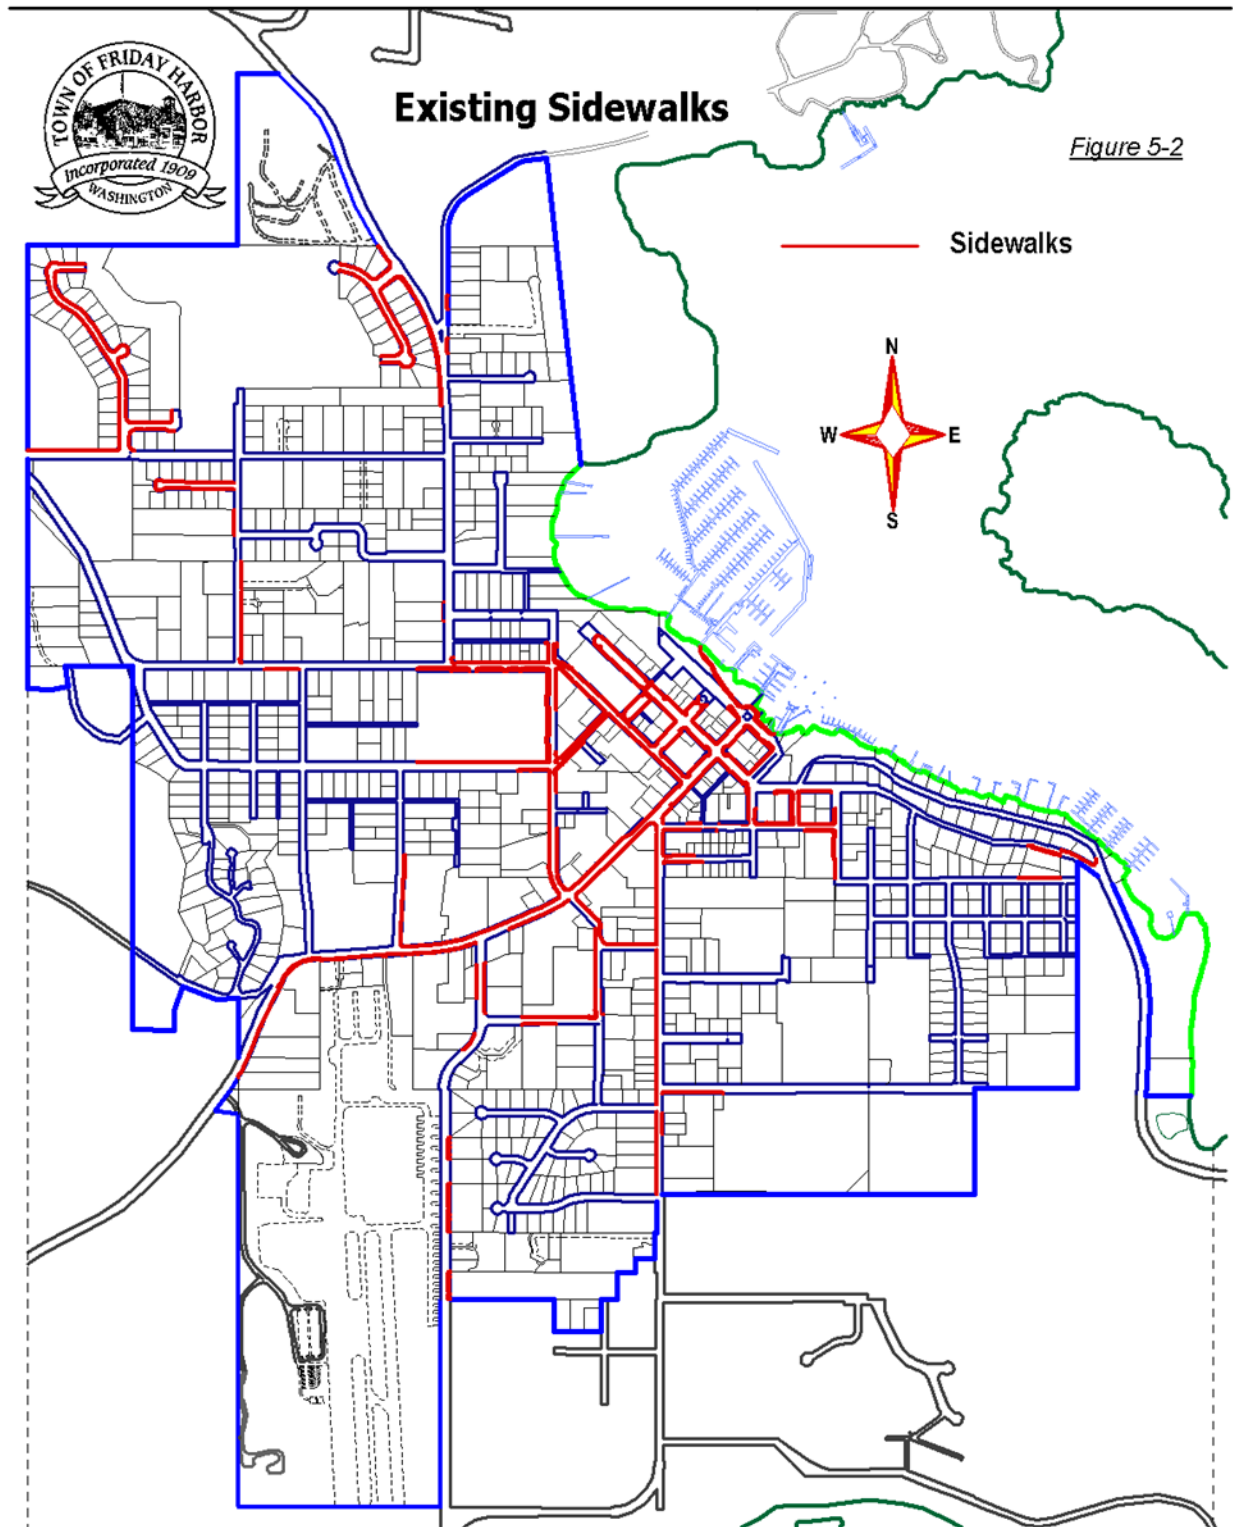 TOWN OF FRIDAY HARBOR
Incorporated 1909
WASHINGTON
Existing Sidewalks
Figure 5-2
Sidewalks
N
W E
S